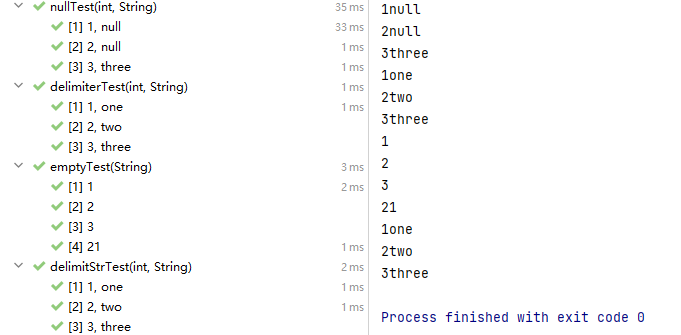 nullTest(int, String) 35 ms
[1] 1, null 33 ms
[2] 2, null 1 ms
[3] 3, three 1 ms
delimiterTest(int, String) 1 ms
[1] 1, one 1 ms
[2] 2, two
[3] 3, three
emptyTest(String) 3 ms
[1] 1 2 ms
[2] 2
[3] 3
[4] 21 1 ms
delimitStrTest(int, String) 2 ms
[1] 1, one 1 ms
[2] 2, two 1 ms
[3] 3, three
1null
2null
3three
1one
2two
3three
1
2
3
21
1one
2two
3three
Process finished with exit code 0